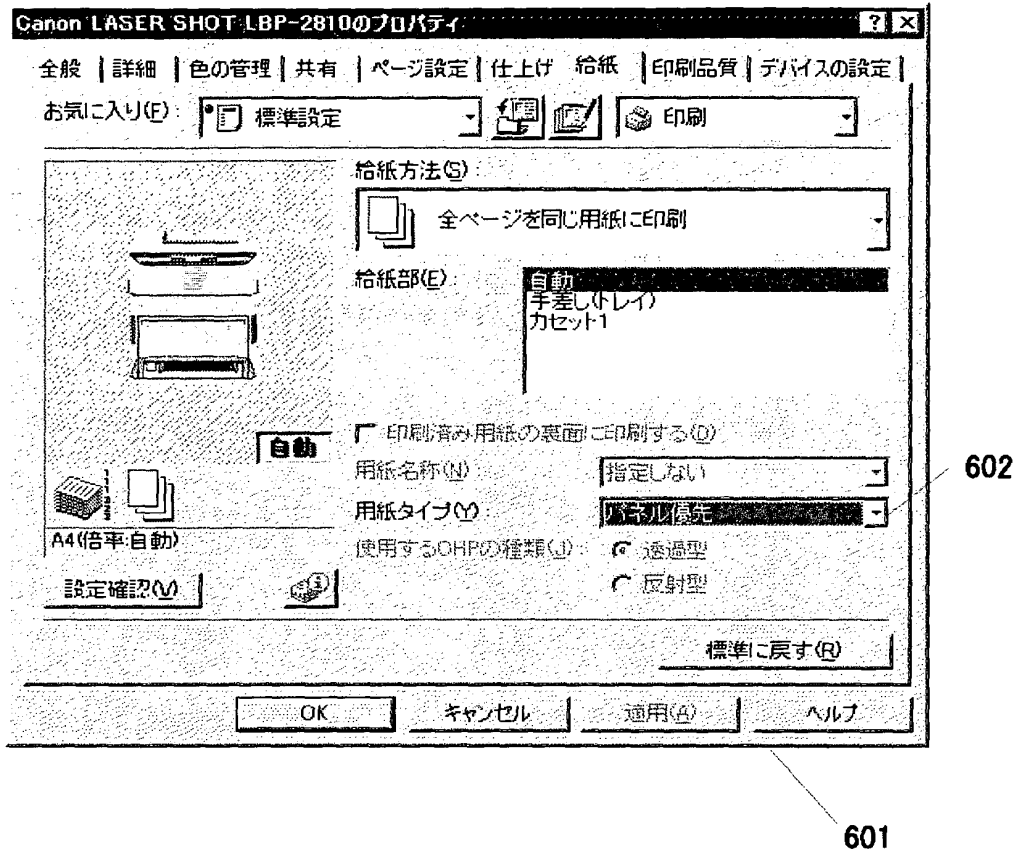 Canon LASER SHOT LBP-2810のプロパティ
全般 詳細 色の管理 共有 ページ設定 仕上げ 給紙 印刷品質 デバイスの設定
お気に入り(F): 標準設定 印刷
給紙方法(S):
全ページを同じ用紙に印刷
給紙部(E):
自動
手差し(トレイ)
カセット1
自動
印刷済み用紙の裏面に印刷する(D)
用紙名称(N) 指定しない
602
用紙タイプ(Y) パネル優先
A4(倍率:自動)
使用するOHPの種類(J): 透過型
反射型
設定確認(V)
標準に戻す(R)
OK キャンセル 適用(A) ヘルプ
601